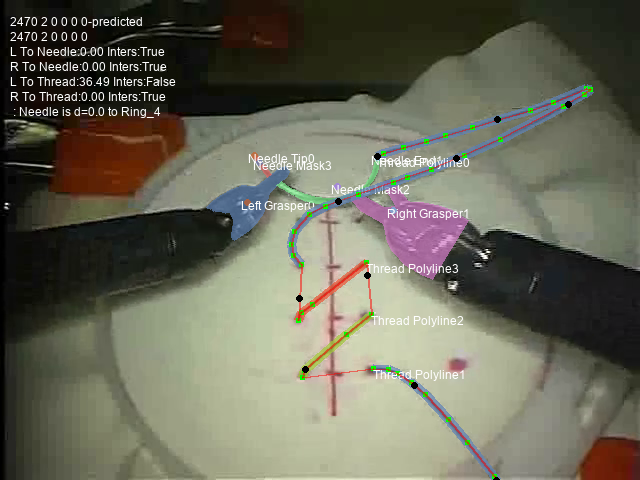 2470 2 0 0 0 0-predicted
2470 2 0 0 0 0
L To Needle:0.00 Inters:True
R To Needle:0.00 Inters:True
L To Thread:36.49 Inters:False
R To Thread:0.00 Inters:True
: Needle is d=0.0 to Ring_4
Needle Tip0
Needle Mask3
Thread Polyline0
Needle Mask2
Left Grasper0
Right Grasper1
Thread Polyline3
Thread Polyline2
Thread Polyline1